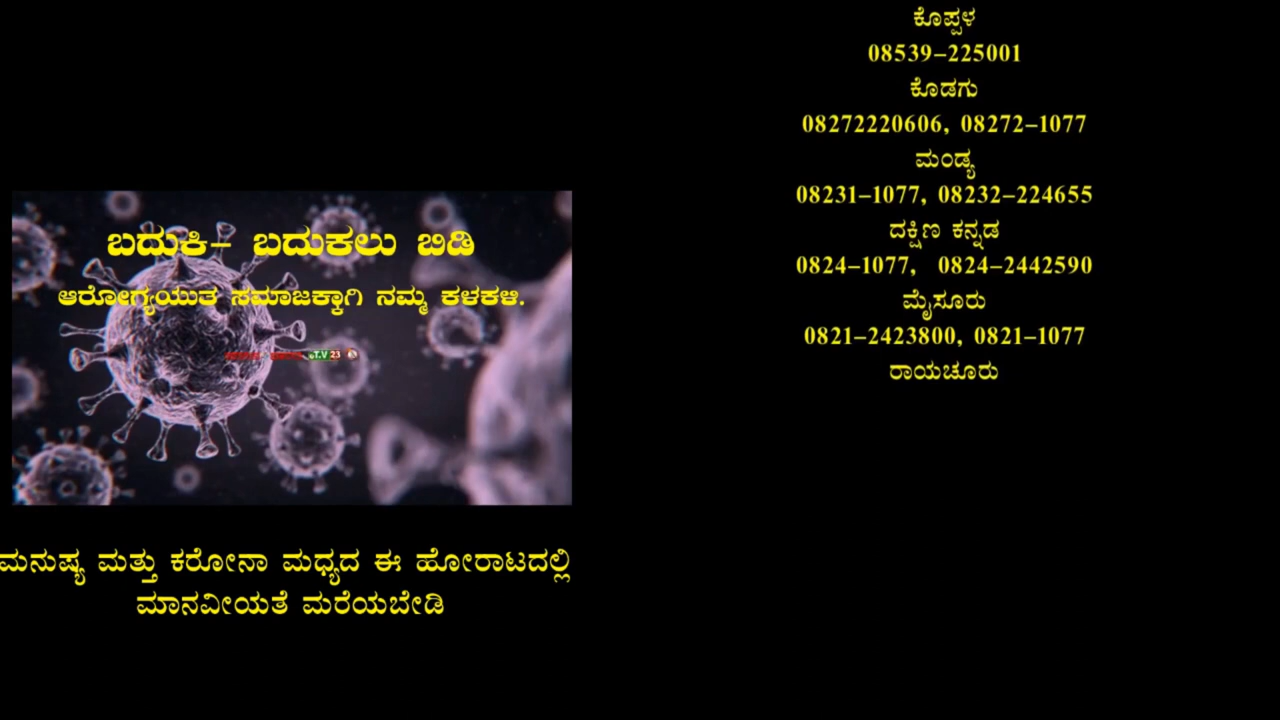 ಬದುಕಿ– ಬದುಕಲು ಬಿಡಿ
ಆರೋಗ್ಯಯುತ ಸಮಾಜಕ್ಕಾಗಿ ನಮ್ಮ ಕಳಕಳಿ.
e.T.V 23
ಮನುಷ್ಯ ಮತ್ತು ಕರೋನಾ ಮಧ್ಯದ ಈ ಹೋರಾಟದಲ್ಲಿ
ಮಾನವೀಯತೆ ಮರೆಯಬೇಡಿ
ಕೊಪ್ಪಳ
08539–225001
ಕೊಡಗು
08272220606, 08272–1077
ಮಂಡ್ಯ
08231–1077, 08232–224655
ದಕ್ಷಿಣ ಕನ್ನಡ
0824–1077, 0824–2442590
ಮೈಸೂರು
0821–2423800, 0821–1077
ರಾಯಚೂರು